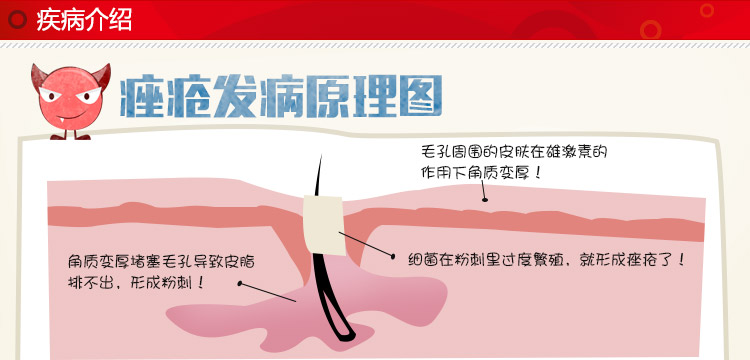 疾病介绍
痤疮发病原理图
毛孔周围的皮肤在雄激素的
作用下角质变厚！
角质变厚堵塞毛孔导致皮脂
排不出，形成粉刺！
细菌在粉刺里过度繁殖，就形成痤疮了！